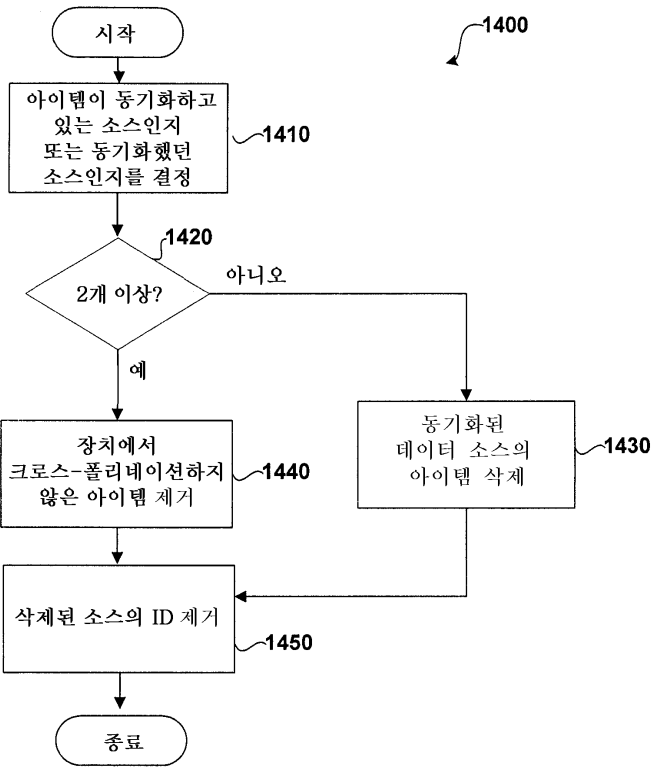 시작
1400
아이템이 동기화하고
있는 소스인지
또는 동기화했던
소스인지를 결정
1410
1420
2개 이상?
아니오
예
장치에서
크로스-폴리네이션하지
않은 아이템 제거
1440
동기화된
데이터 소스의
아이템 삭제
1430
삭제된 소스의 ID 제거
1450
종료